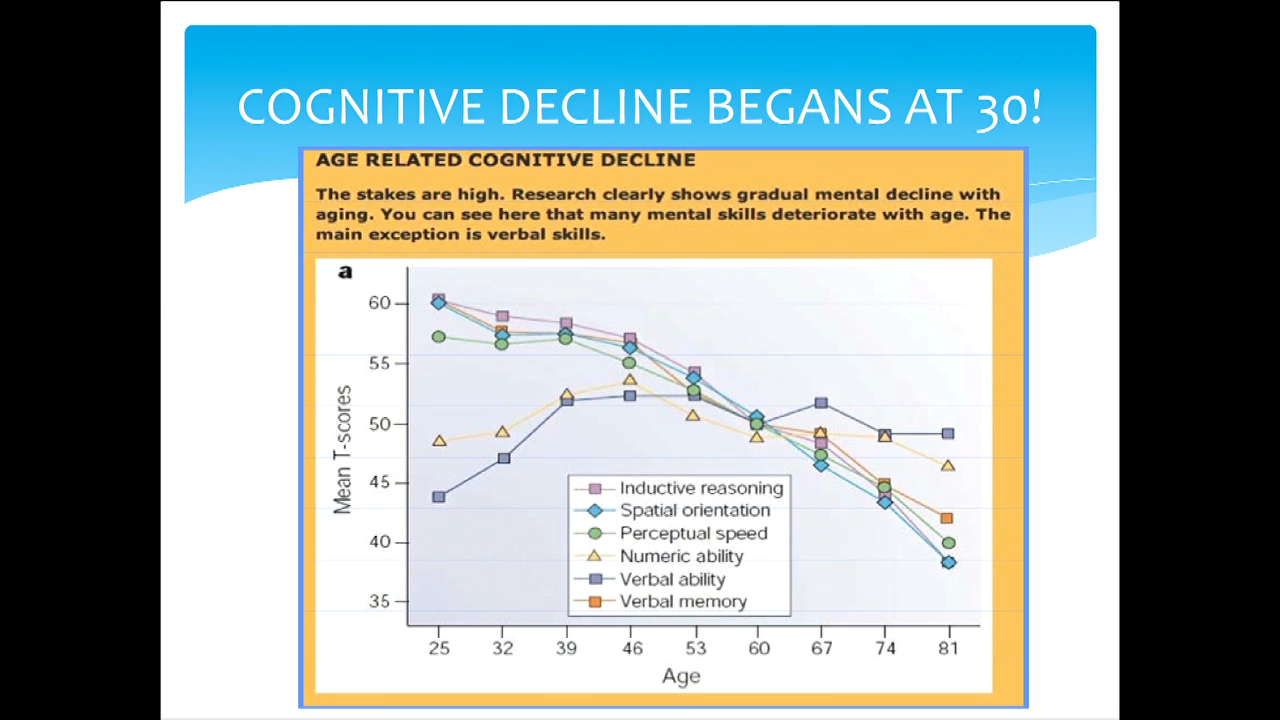 COGNITIVE DECLINE BEGANS AT 30!
AGE RELATED COGNITIVE DECLINE
The stakes are high. Research clearly shows gradual mental decline with
aging. You can see here that many mental skills deteriorate with age. The
main exception is verbal skills.
a
60
55
50
45
40
35
Mean T-scores
Inductive reasoning
Spatial orientation
Perceptual speed
Numeric ability
Verbal ability
Verbal memory
25 32 39 46 53 60 67 74 81
Age